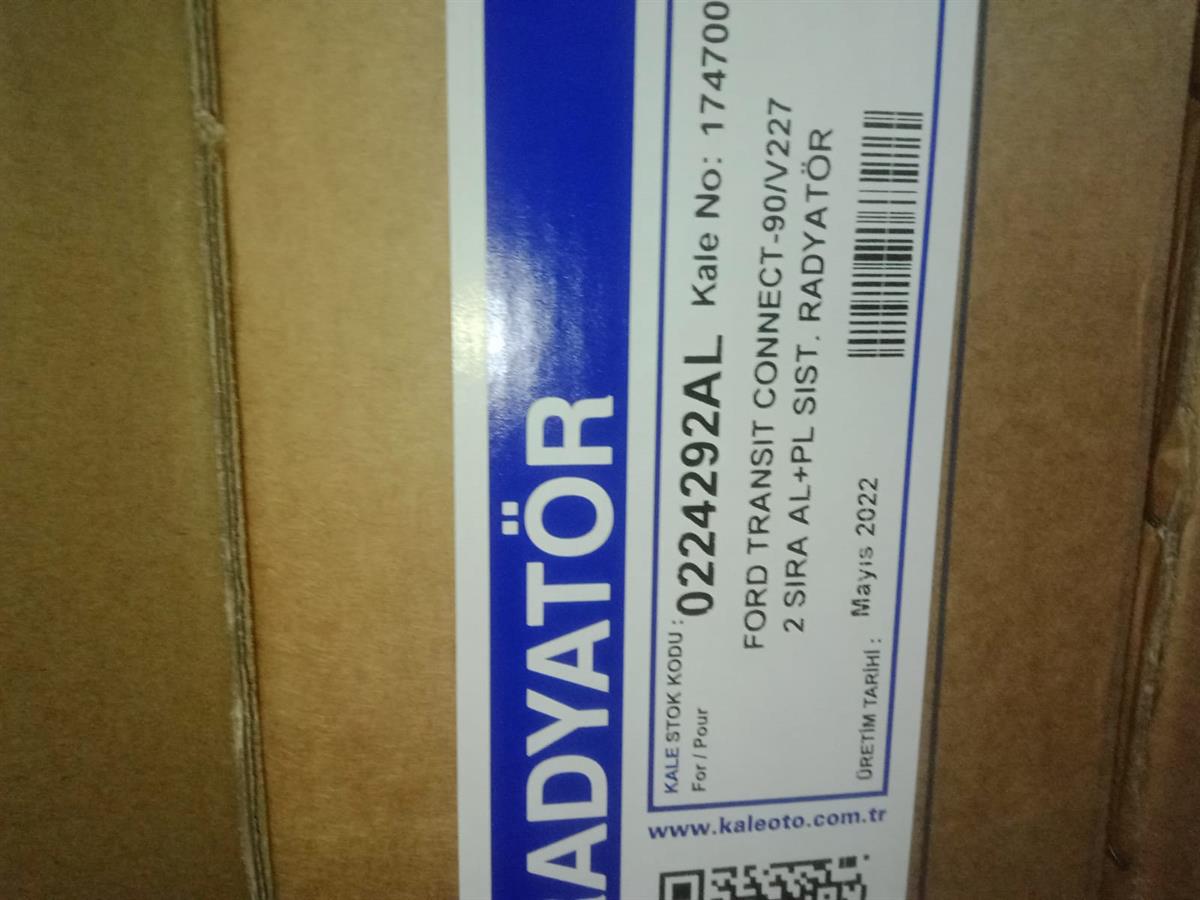 ADYATÖR
KALE STOK KODU : 0224292AL Kale No: 174700
For / Pour
FORD TRANSIT CONNECT-90/V227
2 SIRA AL+PL SIST. RADYATÖR
ÜRETİM TARİHİ : Mayıs 2022
www.kaleoto.com.tr